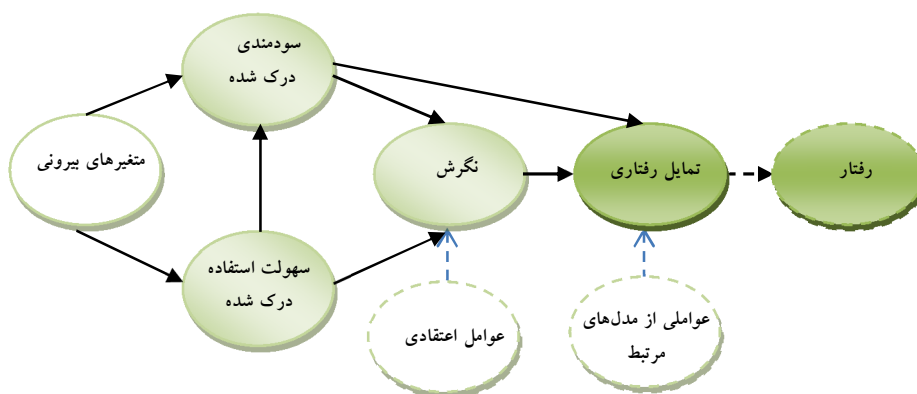 سودمندی
درک شده
متغیرهای بیرونی
نگرش
تمایل رفتاری
رفتار
سهولت استفاده
درک شده
عوامل اعتقادی
عواملی از مدل‌های
مرتبط